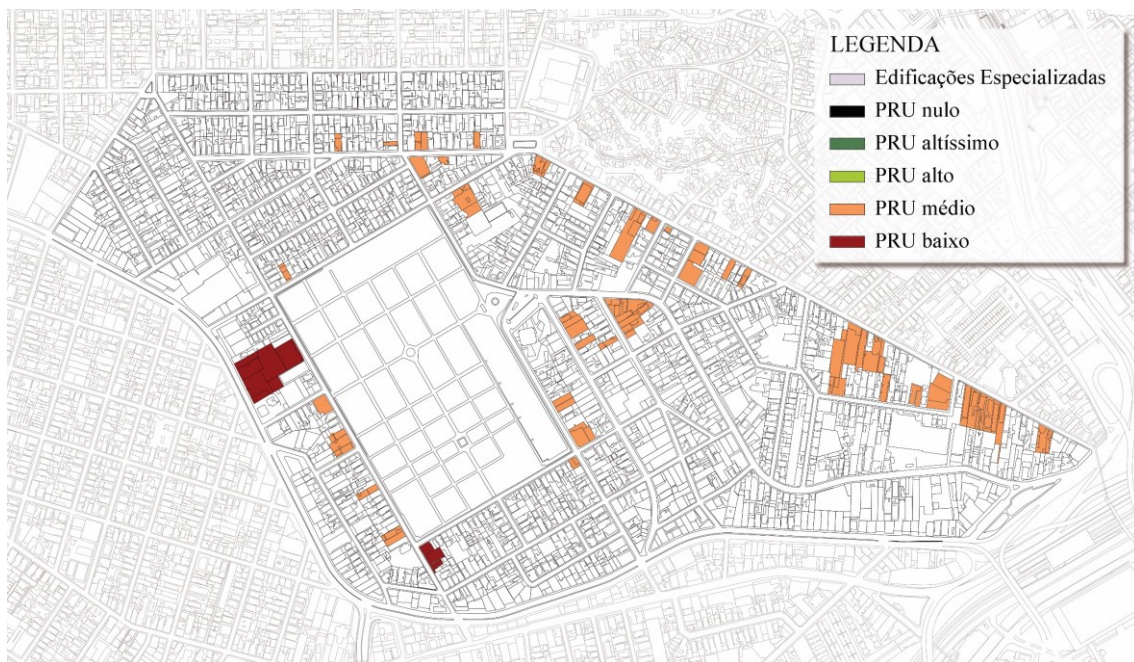 LEGENDA
Edificações Especializadas
PRU nulo
PRU altíssimo
PRU alto
PRU médio
PRU baixo